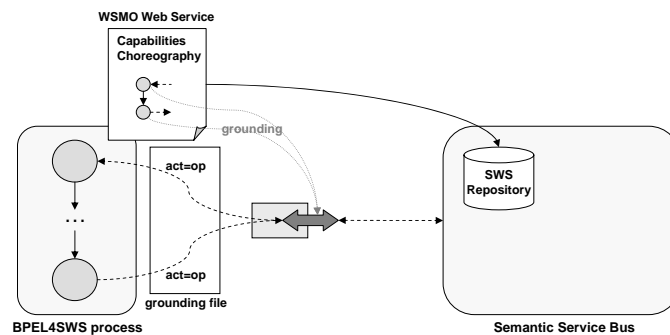 WSMO Web Service
Capabilities
Choreography
grounding
act=op
SWS
Repository
...
act=op
grounding file
BPEL4SWS process
Semantic Service Bus